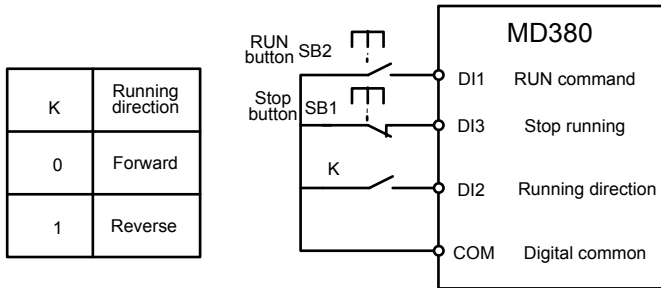 K
Running
direction
0
Forward
1
Reverse
MD380
RUN
button SB2
DI1 RUN command
Stop
button SB1
DI3 Stop running
K
DI2 Running direction
COM Digital common